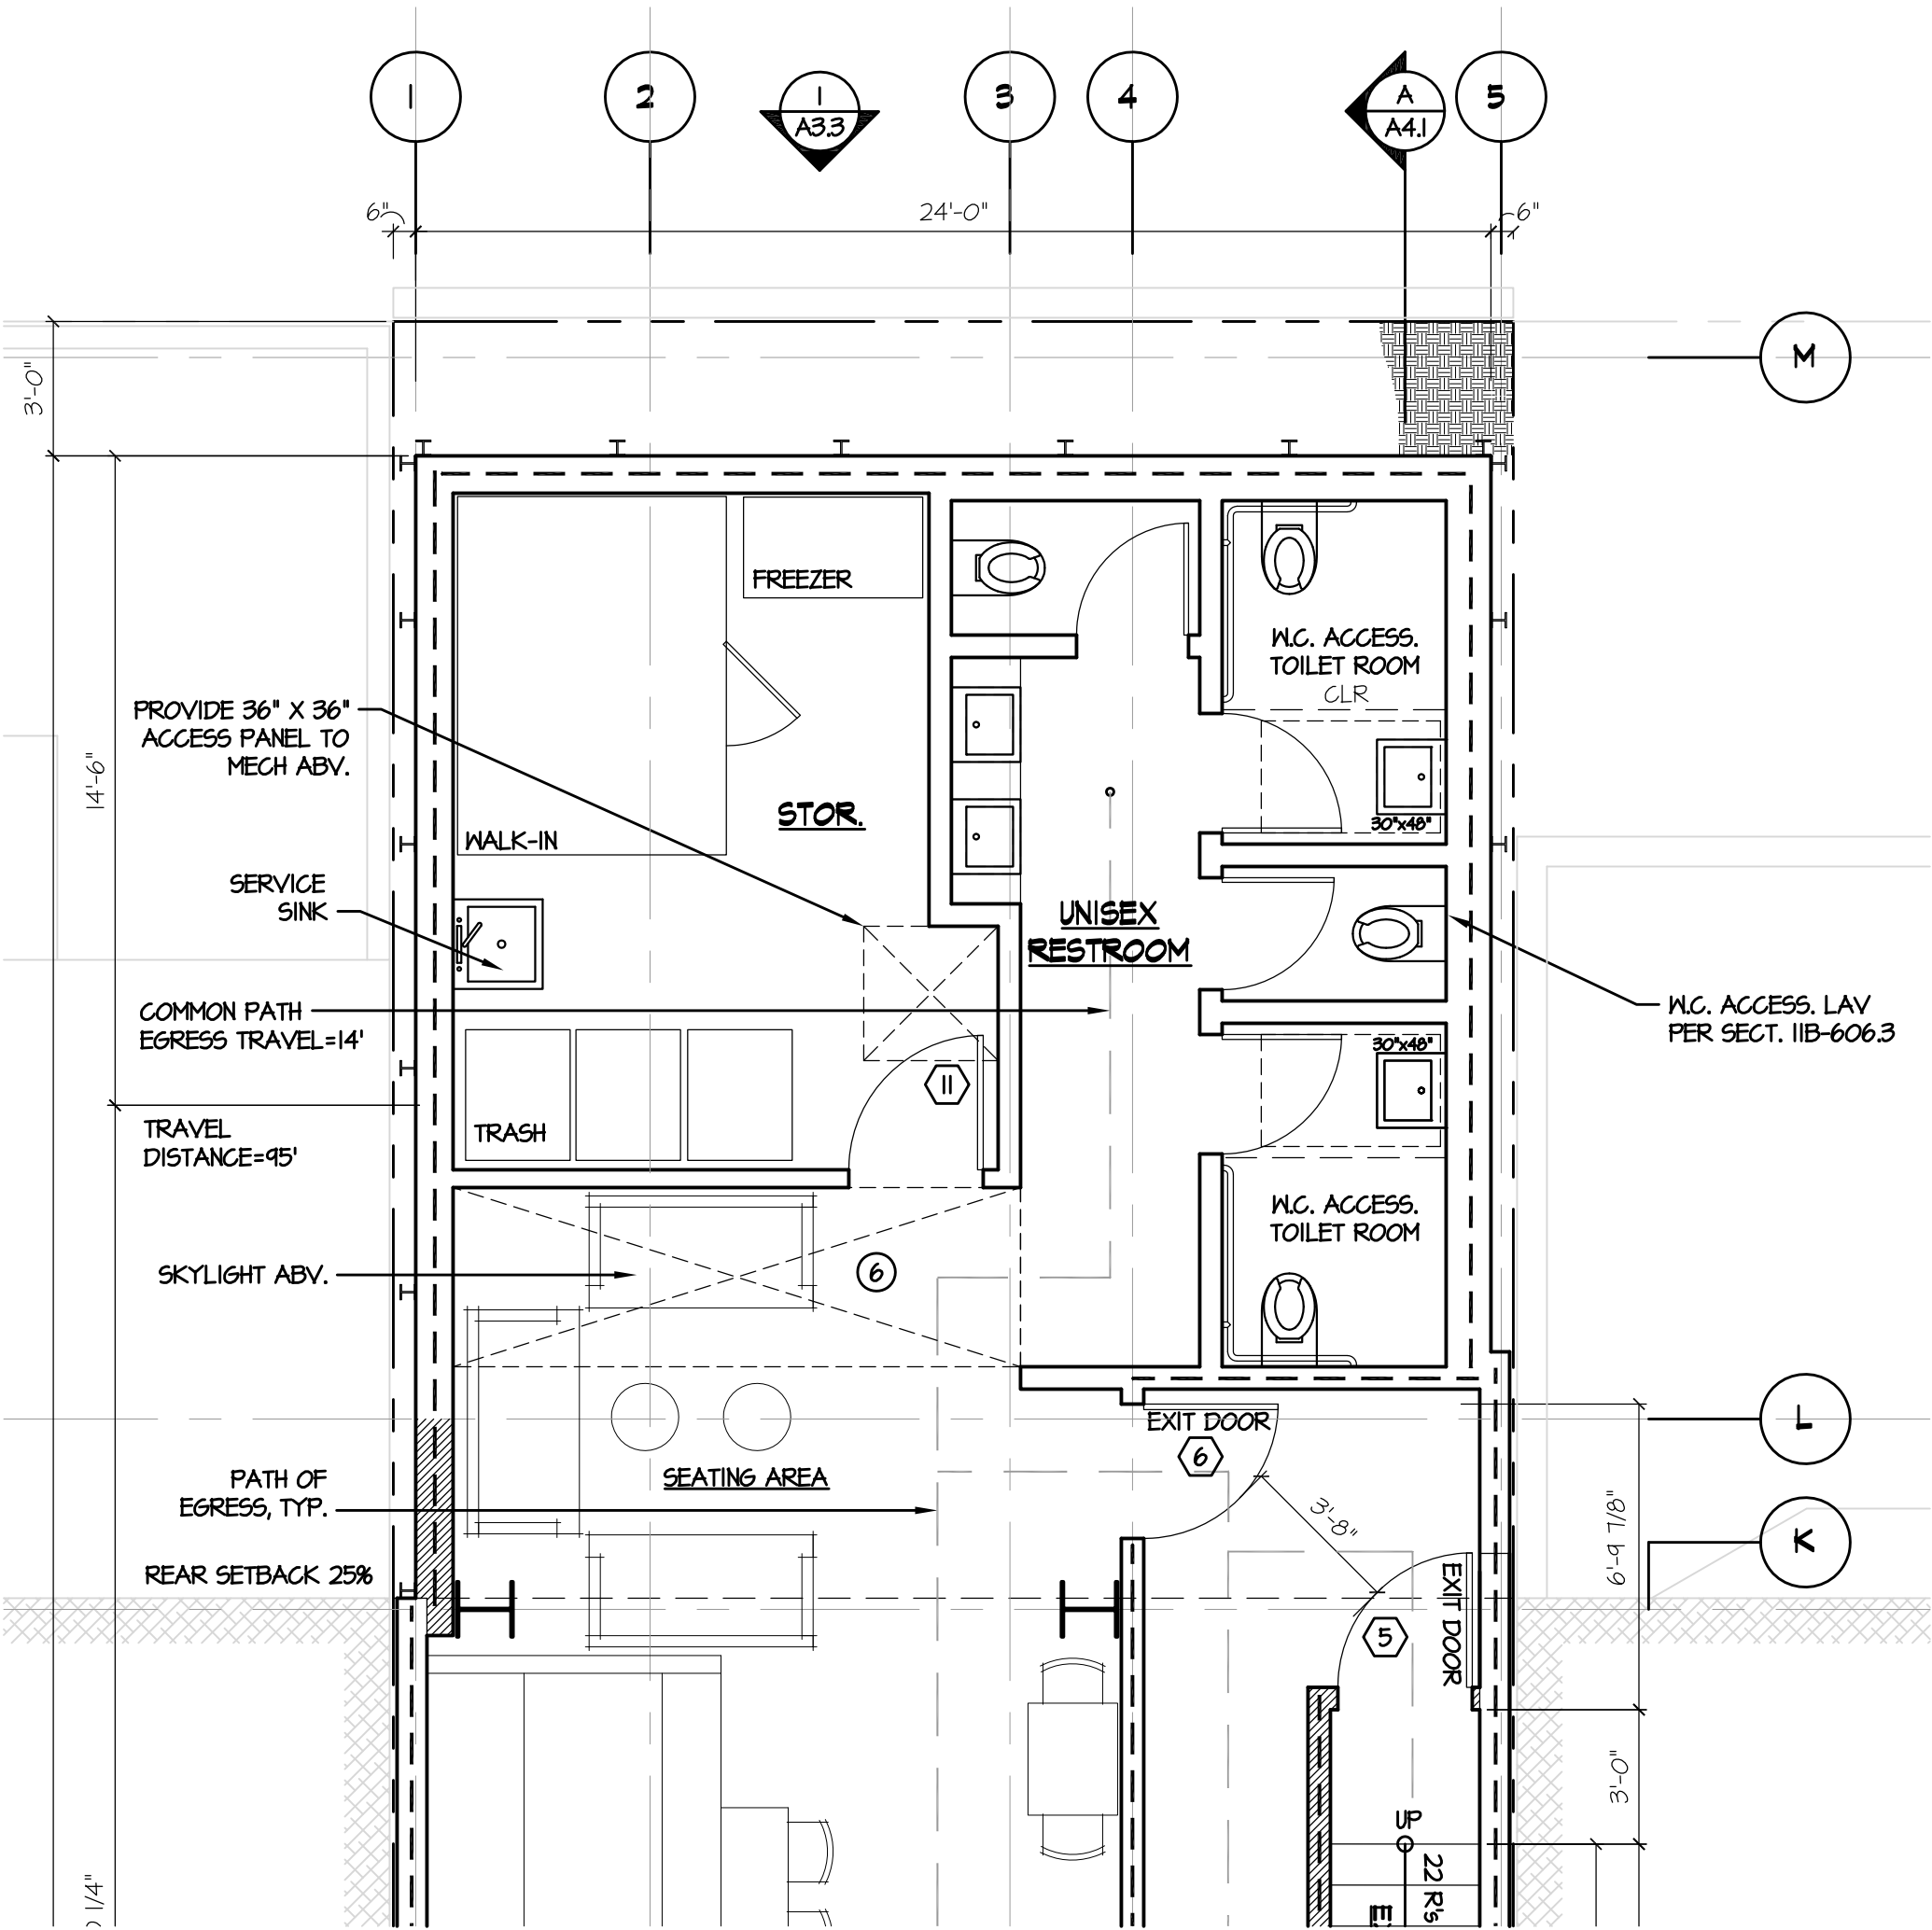 1
2
1
A3.3
3
4
A
A4.1
5
6"
24'-0"
6"
M
3'-0"
FREEZER
W.C. ACCESS.
TOILET ROOM
CLR
PROVIDE 36" X 36"
ACCESS PANEL TO
MECH ABV.
14'-6"
STOR.
30"x48"
WALK-IN
SERVICE
SINK
UNISEX
RESTROOM
COMMON PATH
EGRESS TRAVEL=14'
W.C. ACCESS. LAV
PER SECT. 11B-606.3
30"x48"
11
TRASH
TRAVEL
DISTANCE=95'
W.C. ACCESS.
TOILET ROOM
SKYLIGHT ABV.
6
L
EXIT DOOR
6
SEATING AREA
PATH OF
EGRESS, TYP.
3'-8"
6'-9 7/8"
K
REAR SETBACK 25%
EXIT DOOR
5
3'-0"
UP
22 R's
1/4"